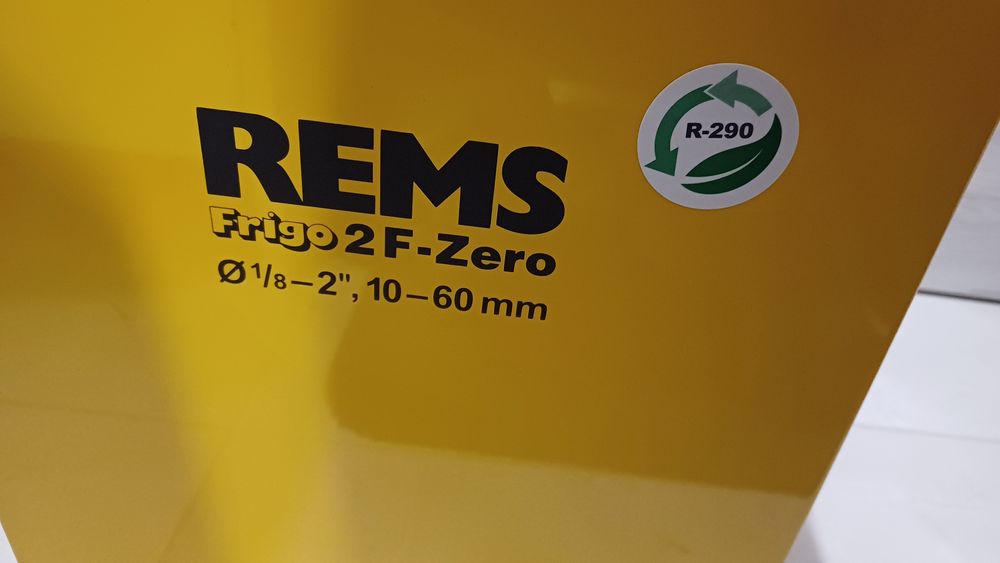 REMS
Frigo 2 F-Zero
Ø 1/8–2", 10–60 mm
R-290